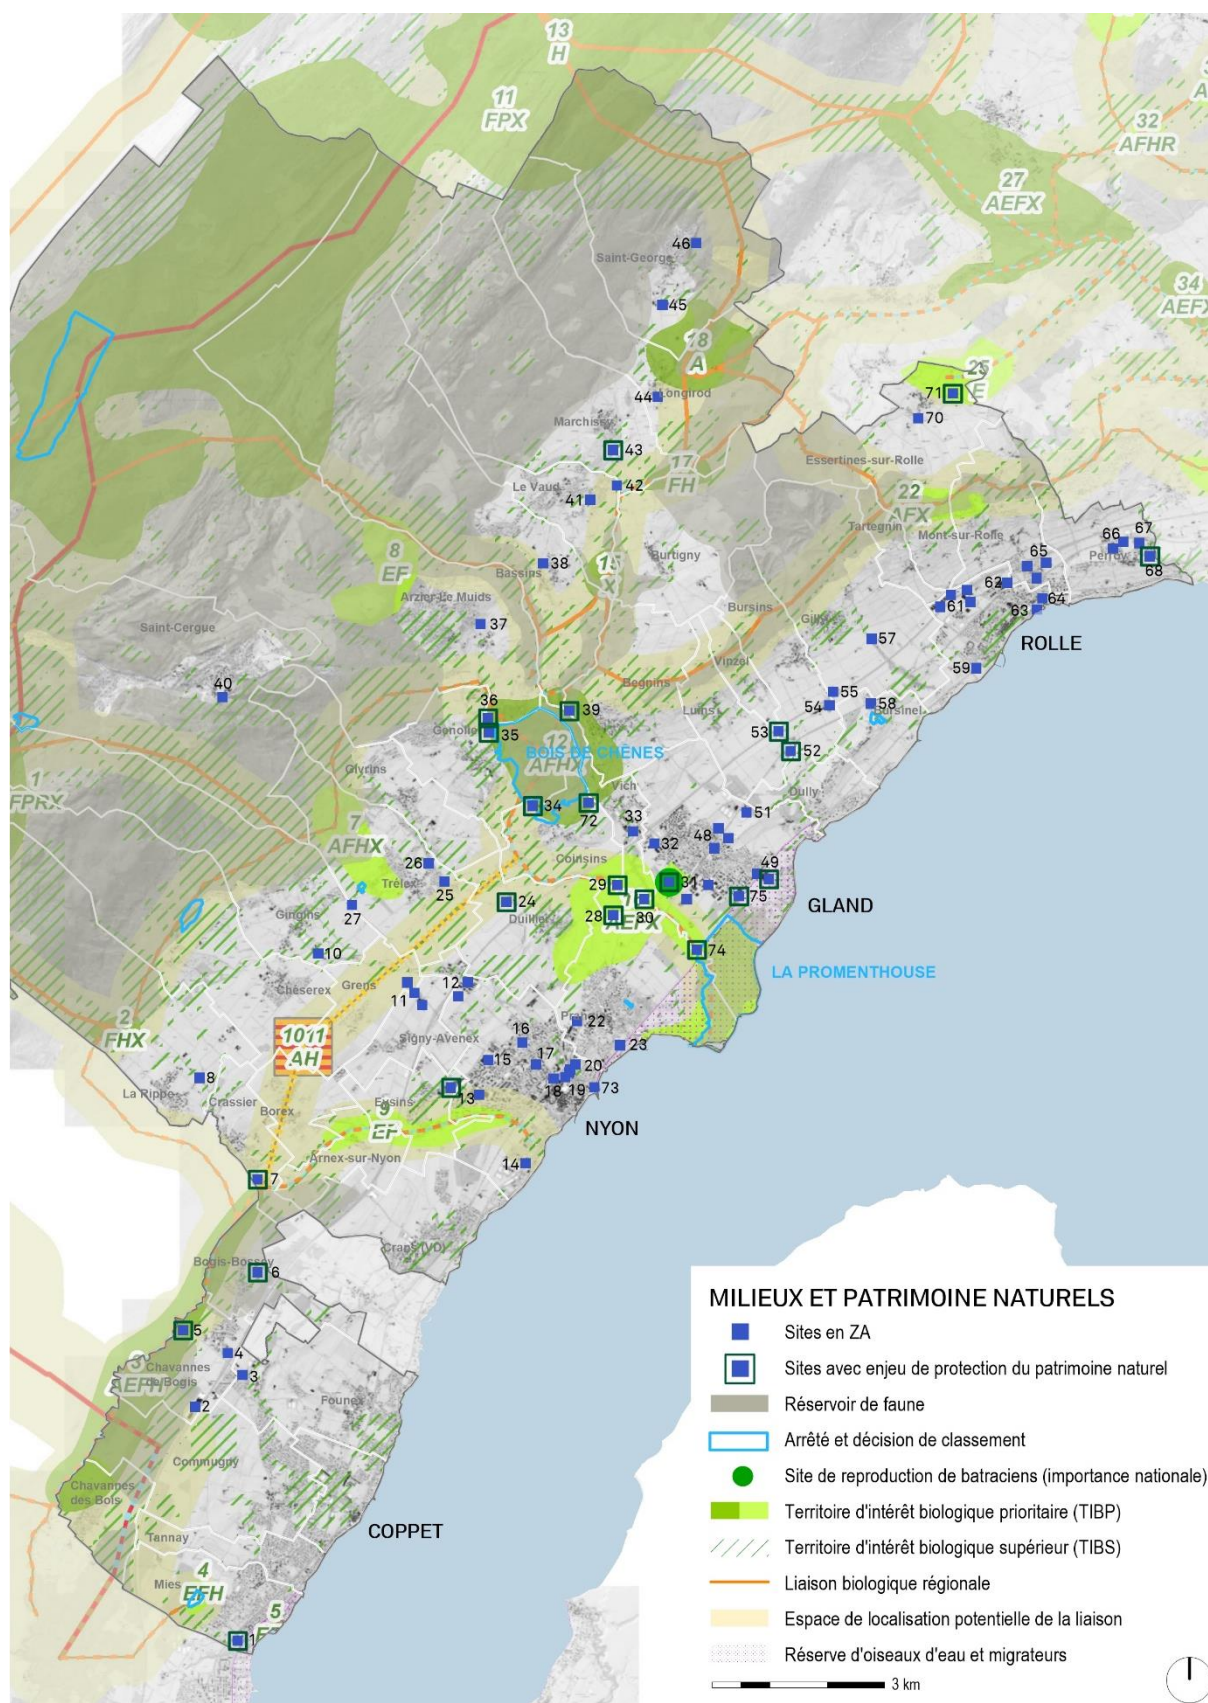 13
H
11
FPX
32
AFHR
27
AEFX
34
AEFX
46
Saint-George
45
18
A
25
E
71
44
Longirod
70
Marchissy
43
Essertines-sur-Rolle
17
FH
Le Vaud
42
41
22
AFX
Tartegnin
Mont-sur-Rolle
66
67
65
Perroy
68
8
EF
38
Bassins
15
Burtigny
62
64
Arzier-Le Muids
61
63
Bursins
Gilly
37
57
ROLLE
Saint-Cergue
Vinzel
59
40
Begnins
55
36
39
Luins
54
58
Bursinel
Genolier
35
53
BOIS DE CHÊNES
12
AFHX
52
1
FPRX
Givrins
Vich
34
72
Dully
51
7
AFHX
33
48
32
26
Coinsins
Trélex
49
25
29
31
27
24
30
75
GLAND
Gingins
Duillier
28
AEFX
10
74
LA PROMENTHOUSE
Chéserex
Grens
12
11
2
FHX
1011
AH
Prangins
22
Signy-Avenex
16
23
15
17
20
8
18
19
73
La Rippe
Crassier
13
Borex
Eysins
9
EF
NYON
Arnex-sur-Nyon
14
7
Crans (VD)
Bogis-Bossey
6
5
4
3
AEFH
Chavannes
de Bogis
3
2
Founex
Commugny
Chavannes
des Bois
COPPET
Tannay
4
EFH
Mies
5
1
MILIEUX ET PATRIMOINE NATURELS
Sites en ZA
Sites avec enjeu de protection du patrimoine naturel
Réservoir de faune
Arrêté et décision de classement
Site de reproduction de batraciens (importance nationale)
Territoire d'intérêt biologique prioritaire (TIBP)
Territoire d'intérêt biologique supérieur (TIBS)
Liaison biologique régionale
Espace de localisation potentielle de la liaison
Réserve d'oiseaux d'eau et migrateurs
3 km